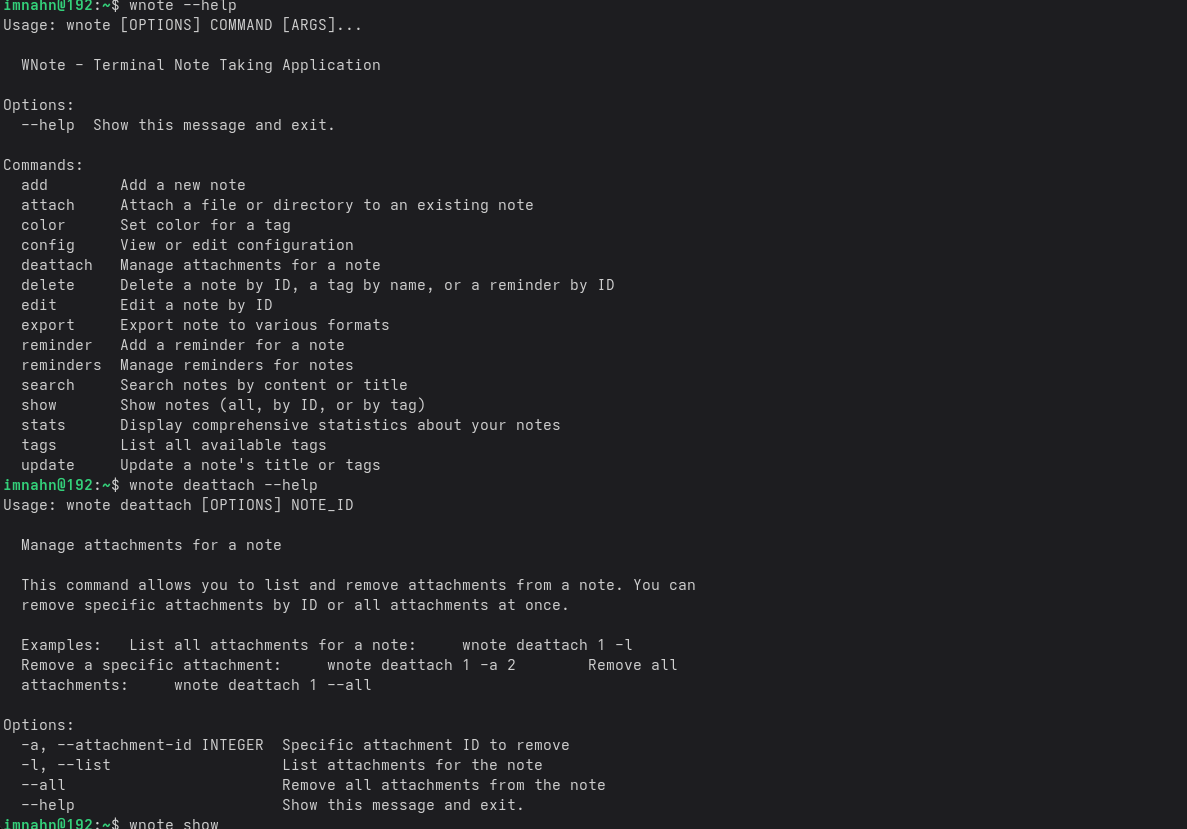 imnahn@192:~$ wnote --help
Usage: wnote [OPTIONS] COMMAND [ARGS]...
WNote - Terminal Note Taking Application
Options:
--help  Show this message and exit.
Commands:
add        Add a new note
attach     Attach a file or directory to an existing note
color      Set color for a tag
config     View or edit configuration
deattach   Manage attachments for a note
delete     Delete a note by ID, a tag by name, or a reminder by ID
edit       Edit a note by ID
export     Export note to various formats
reminder   Add a reminder for a note
reminders  Manage reminders for notes
search     Search notes by content or title
show       Show notes (all, by ID, or by tag)
stats      Display comprehensive statistics about your notes
tags       List all available tags
update     Update a note's title or tags
imnahn@192:~$ wnote deattach --help
Usage: wnote deattach [OPTIONS] NOTE_ID
Manage attachments for a note
This command allows you to list and remove attachments from a note. You can
remove specific attachments by ID or all attachments at once.
Examples:   List all attachments for a note:     wnote deattach 1 -l
Remove a specific attachment:     wnote deattach 1 -a 2        Remove all
attachments:     wnote deattach 1 --all
Options:
-a, --attachment-id INTEGER  Specific attachment ID to remove
-l, --list                   List attachments for the note
--all                        Remove all attachments from the note
--help                       Show this message and exit.
imnahn@192:~$ wnote show